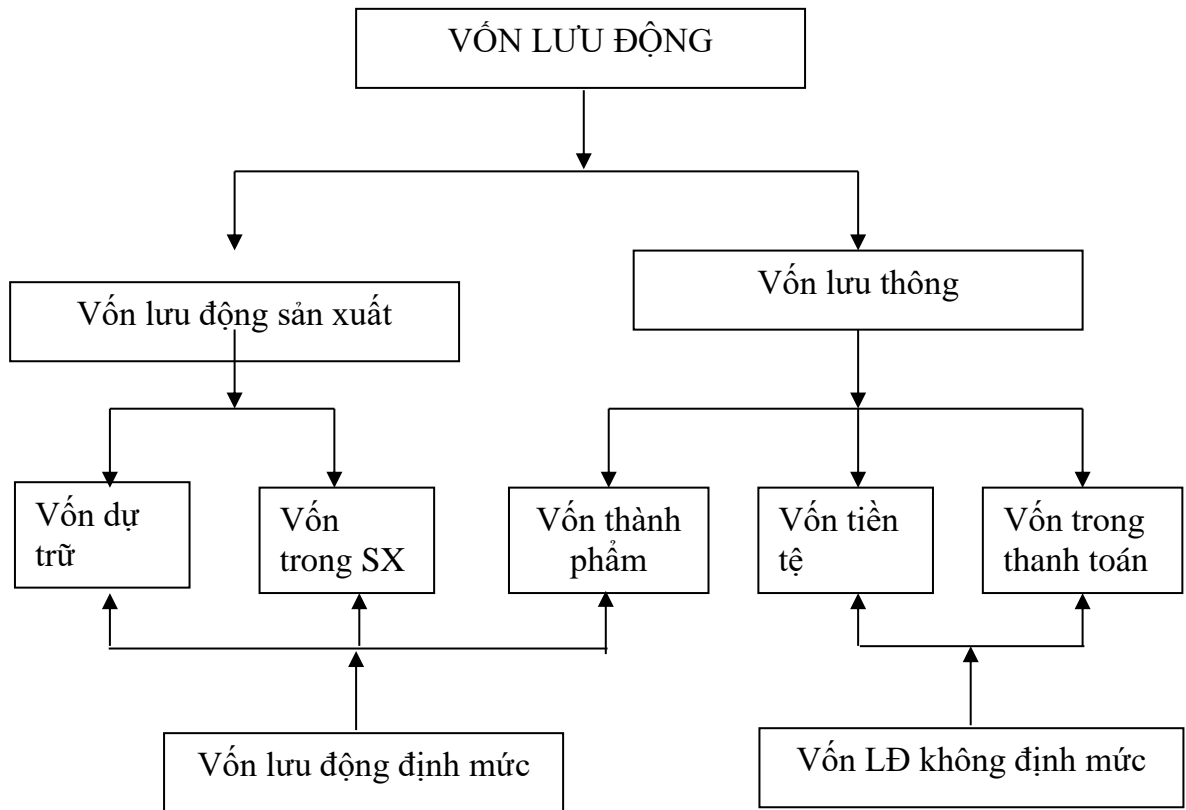 VỐN LƯU ĐỘNG
Vốn lưu động sản xuất
Vốn lưu thông
Vốn dự
trữ
Vốn
trong SX
Vốn thành
phẩm
Vốn tiền
tệ
Vốn trong
thanh toán
Vốn lưu động định mức
Vốn LĐ không định mức